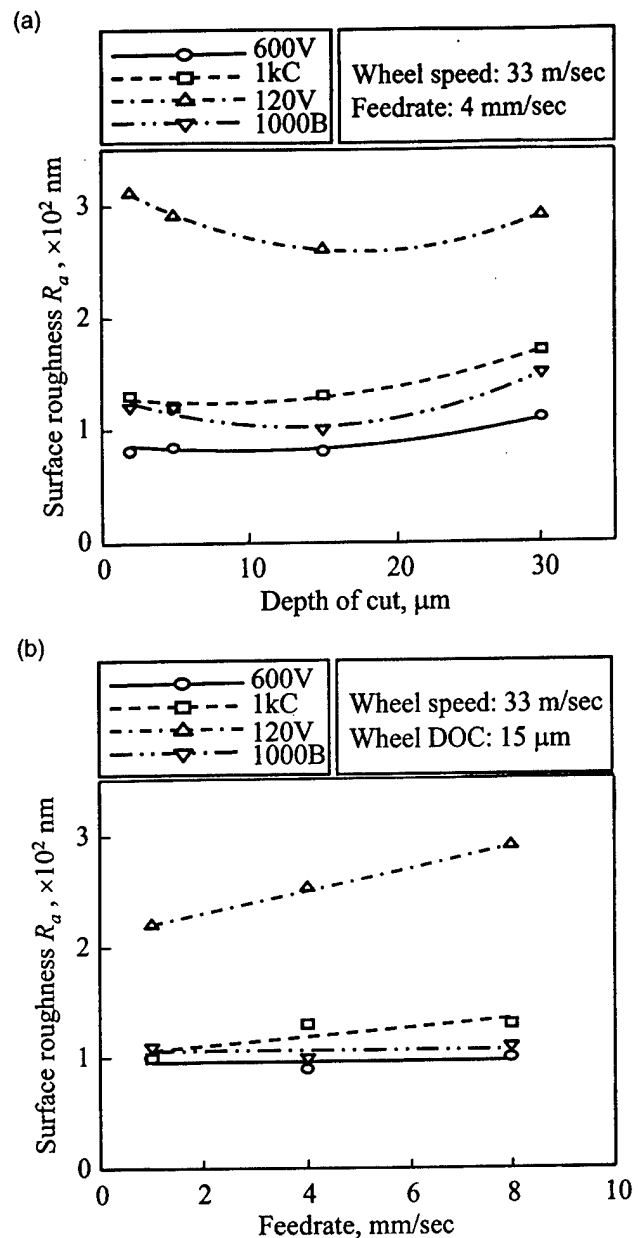 (a)
600V
1kC
120V
1000B
Wheel speed: 33 m/sec
Feedrate: 4 mm/sec
Surface roughness Ra , ×10² nm
3
2
1
0
0 10 20 30
Depth of cut, μm
(b)
600V
1kC
120V
1000B
Wheel speed: 33 m/sec
Wheel DOC: 15 μm
Surface roughness Ra , ×10² nm
3
2
1
0
0 2 4 6 8 10
Feedrate, mm/sec